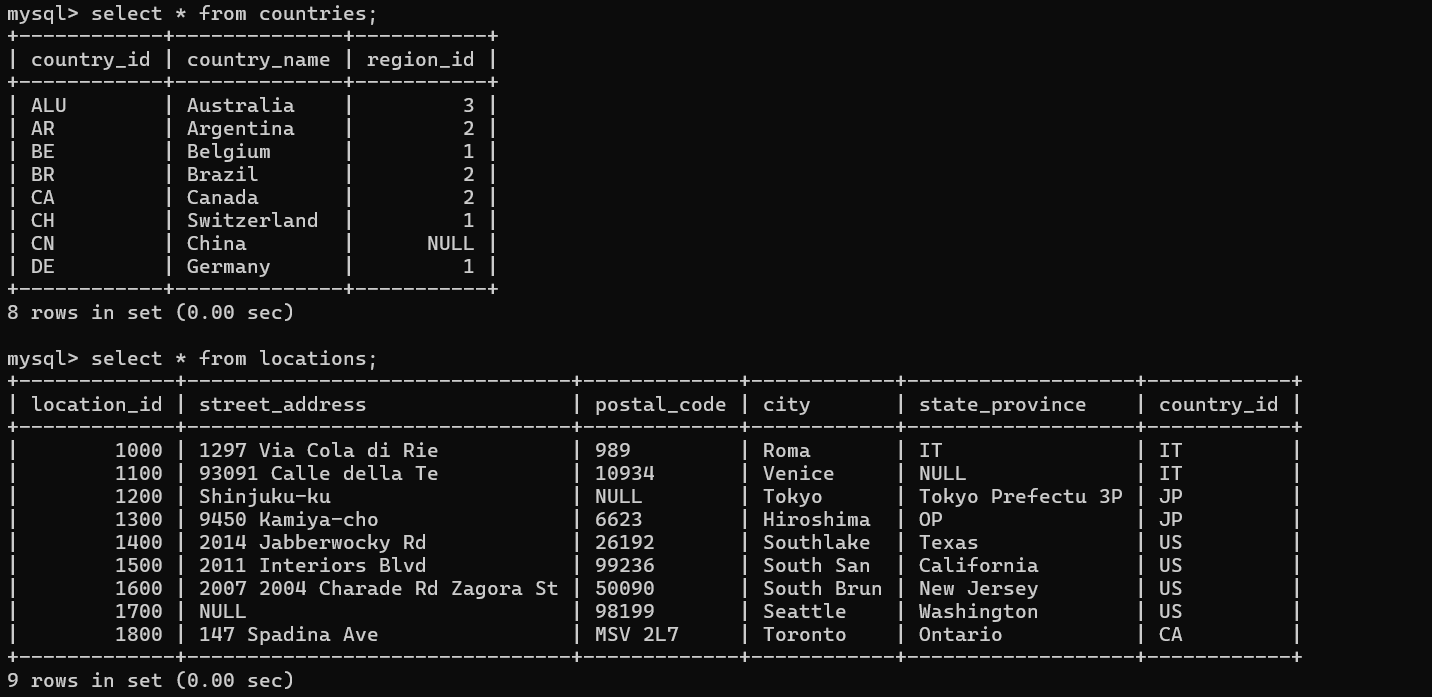 mysql> select * from countries;
+------------+--------------+-----------+
| country_id | country_name | region_id |
+------------+--------------+-----------+
| ALU        | Australia    |         3 |
| AR         | Argentina    |         2 |
| BE         | Belgium      |         1 |
| BR         | Brazil       |         2 |
| CA         | Canada       |         2 |
| CH         | Switzerland  |         1 |
| CN         | China        |      NULL |
| DE         | Germany      |         1 |
+------------+--------------+-----------+
8 rows in set (0.00 sec)

mysql> select * from locations;
+-------------+--------------------------------+-------------+------------+-------------------+------------+
| location_id | street_address                 | postal_code | city       | state_province    | country_id |
+-------------+--------------------------------+-------------+------------+-------------------+------------+
|        1000 | 1297 Via Cola di Rie           | 989         | Roma       | IT                | IT         |
|        1100 | 93091 Calle della Te           | 10934       | Venice     | NULL              | IT         |
|        1200 | Shinjuku-ku                    | NULL        | Tokyo      | Tokyo Prefectu 3P | JP         |
|        1300 | 9450 Kamiya-cho                | 6623        | Hiroshima  | OP                | JP         |
|        1400 | 2014 Jabberwocky Rd            | 26192       | Southlake  | Texas             | US         |
|        1500 | 2011 Interiors Blvd            | 99236       | South San  | California        | US         |
|        1600 | 2007 2004 Charade Rd Zagora St | 50090       | South Brun | New Jersey        | US         |
|        1700 | NULL                           | 98199       | Seattle    | Washington        | US         |
|        1800 | 147 Spadina Ave                | MSV 2L7     | Toronto    | Ontario           | CA         |
+-------------+--------------------------------+-------------+------------+-------------------+------------+
9 rows in set (0.00 sec)